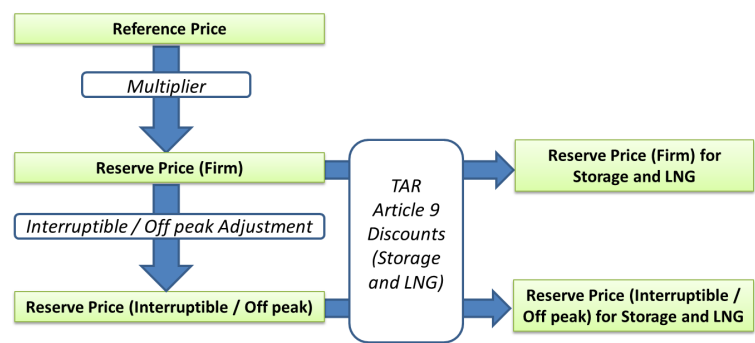 Reference Price
Multiplier
Reserve Price (Firm)
Interruptible / Off peak Adjustment
Reserve Price (Interruptible / Off peak)
TAR
Article 9
Discounts
(Storage
and LNG)
Reserve Price (Firm) for
Storage and LNG
Reserve Price (Interruptible /
Off peak) for Storage and LNG